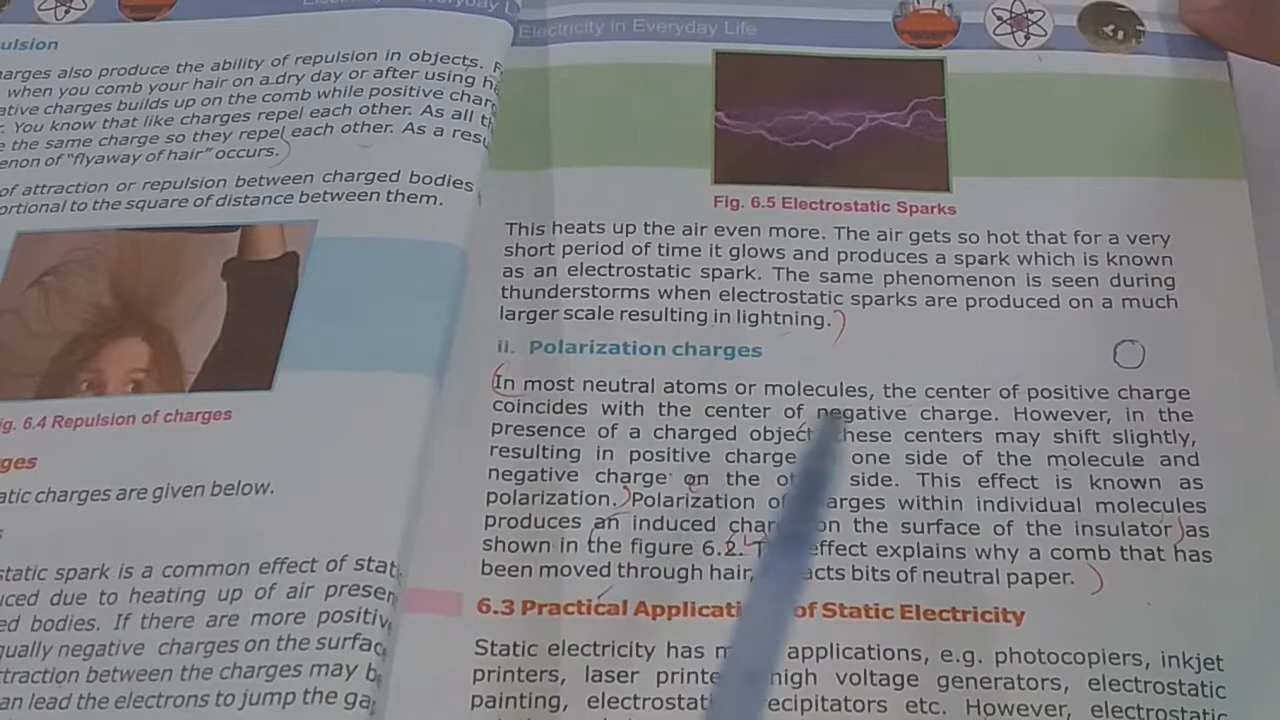 ulsion
arges also produce the ability of repulsion in objects.
when you comb your hair on a dry day or after using
ative charges builds up on the comb while positive char
You know that like charges repel each other. As all
the same charge so they repel each other. As a resu
enon of "flyaway of hair" occurs.
of attraction or repulsion between charged bodies
ortional to the square of distance between them.
ig. 6.4 Repulsion of charges
ges
atic charges are given below.
static spark is a common effect of stat
uced due to heating up of air presen
ed bodies. If there are more positiv
qually negative charges on the surfac
traction between the charges may b
an lead the electrons to jump the ga
Electricity in Everyday Life
Fig. 6.5 Electrostatic Sparks
This heats up the air even more. The air gets so hot that for a very
short period of time it glows and produces a spark which is known
as an electrostatic spark. The same phenomenon is seen during
thunderstorms when electrostatic sparks are produced on a much
larger scale resulting in lightning.
ii. Polarization charges
In most neutral atoms or molecules, the center of positive charge
coincides with the center of negative charge. However, in the
presence of a charged object these centers may shift slightly,
resulting in positive charge one side of the molecule and
negative charge on the side. This effect is known as
polarization. Polarization of arges within individual molecules
produces an induced char on the surface of the insulator as
shown in the figure 6.2. effect explains why a comb that has
been moved through hair, acts bits of neutral paper.
6.3 Practical Applicati of Static Electricity
Static electricity has applications, e.g. photocopiers, inkjet
printers, laser printe high voltage generators, electrostatic
painting, electrostat ecipitators etc. However, electrostatic